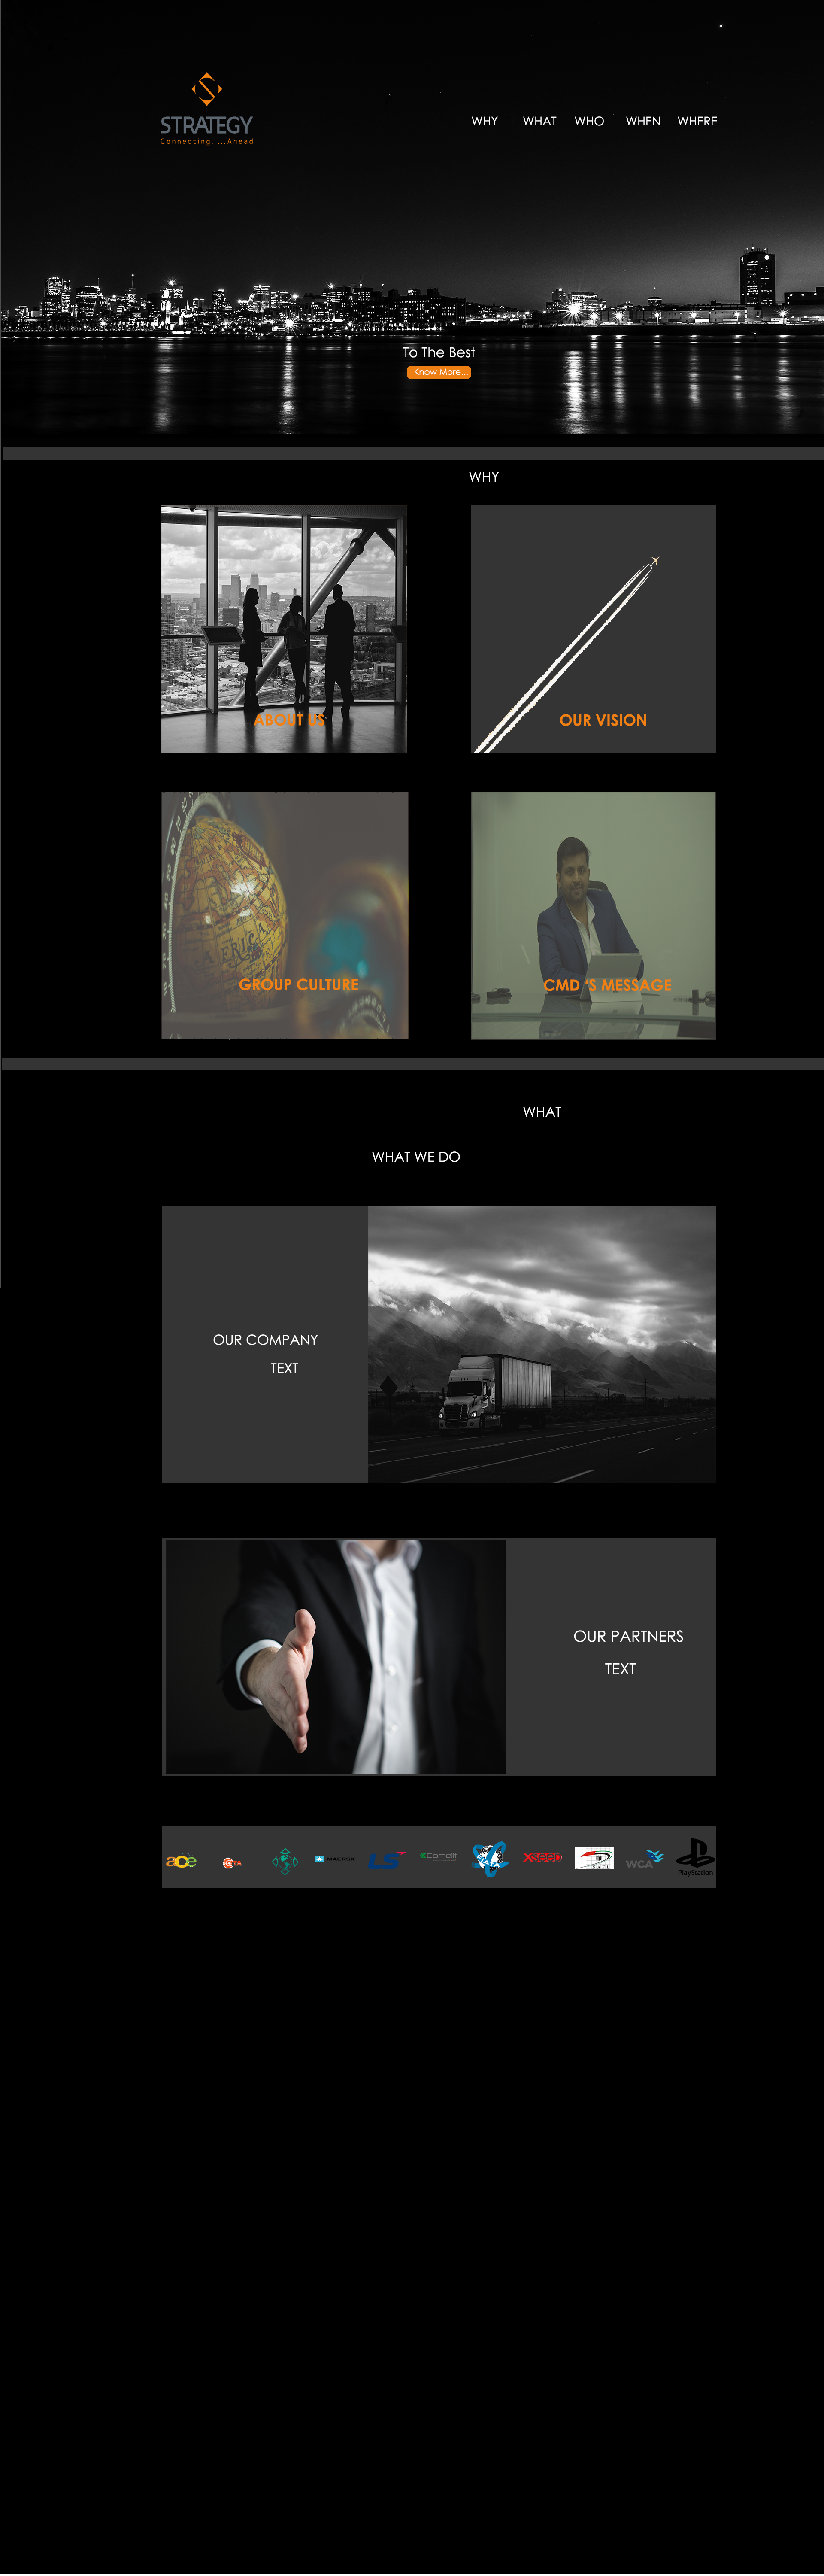 STRATEGY
Connecting. ...Ahead
WHY WHAT WHO WHEN WHERE
To The Best
Know More...
WHY
ABOUT US
OUR VISION
AFRICA
GROUP CULTURE
CMD 'S MESSAGE
WHAT
WHAT WE DO
OUR COMPANY
TEXT
OUR PARTNERS
TEXT
MAERSK
LS
xseed
WCA
PlayStation